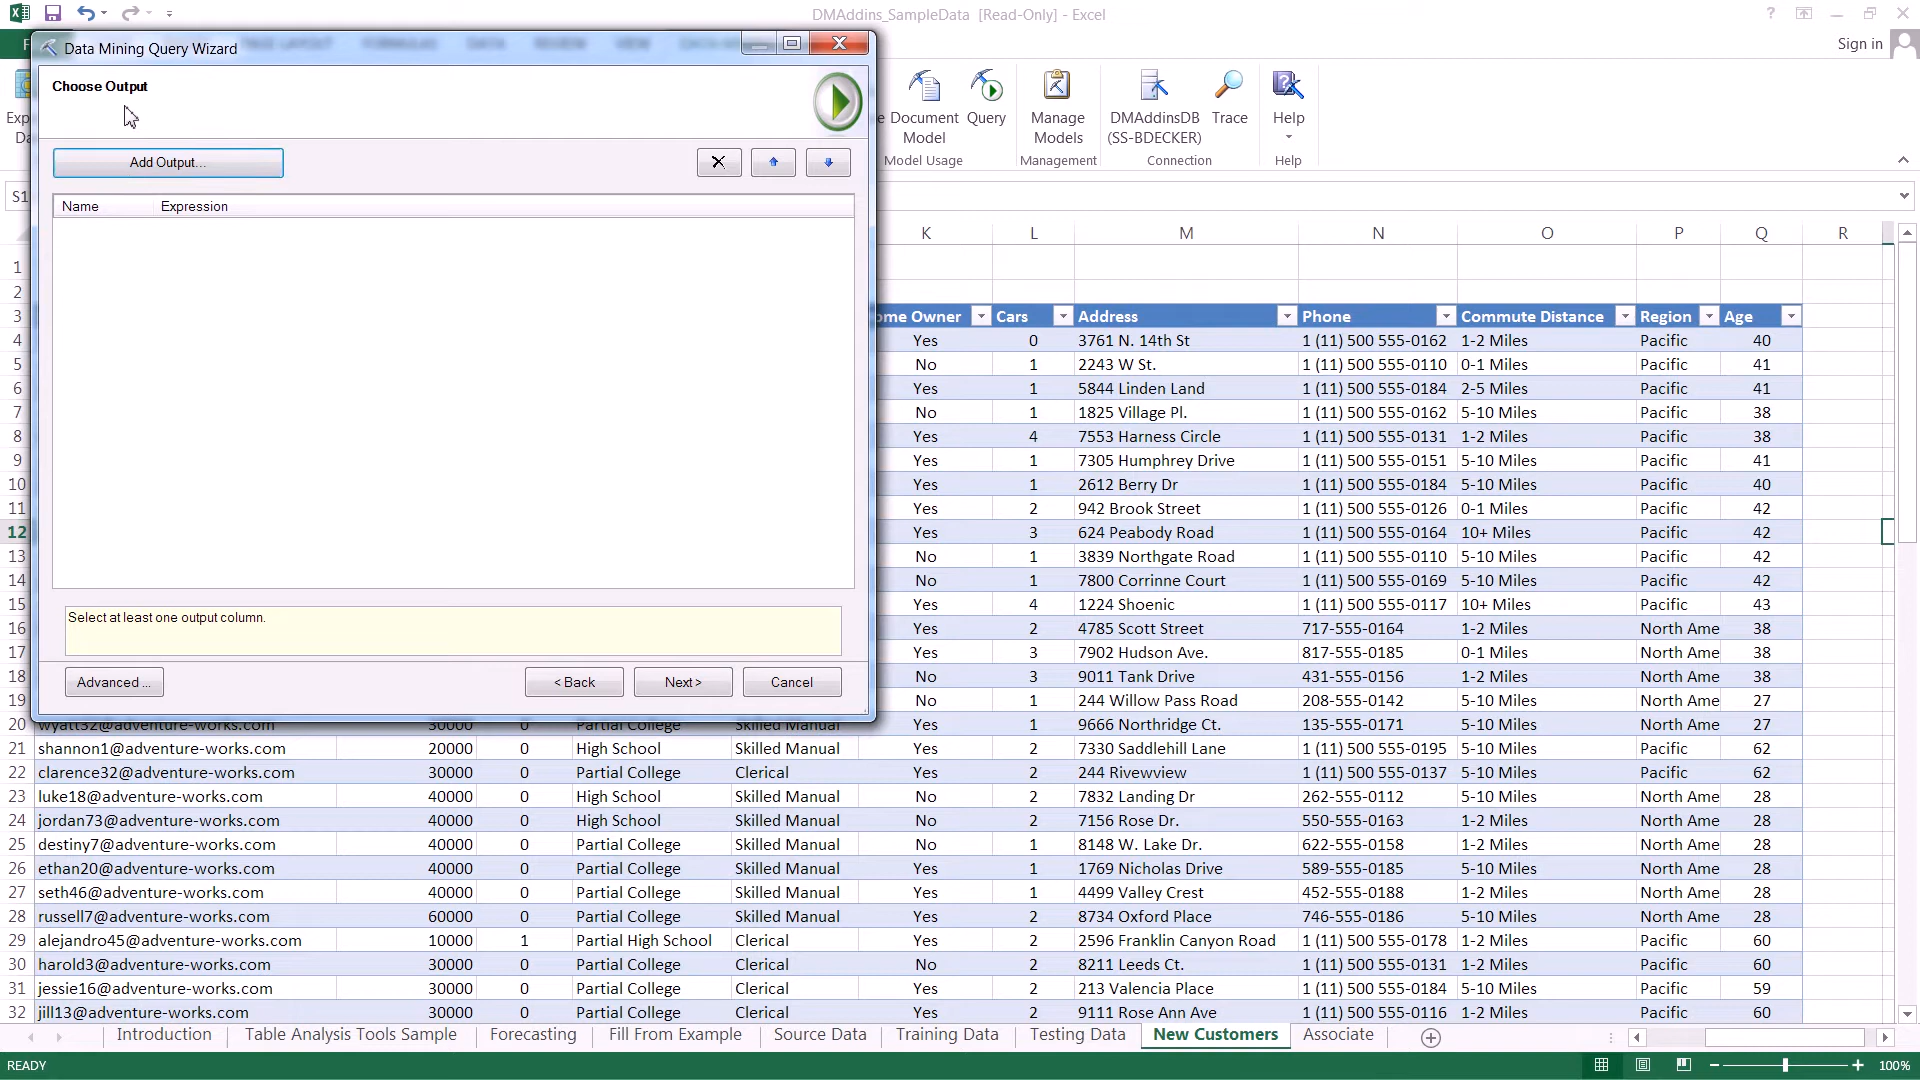 DMAddins_SampleData [Read-Only] - Excel
Sign in
Data Mining Query Wizard
Choose Output
Add Output...
Name Expression
Select at least one output column.
Advanced ...
< Back
Next >
Cancel
Document Model
Query
Manage Models
DMAddinsDB (SS-BDECKER)
Trace
Help
Model Usage
Management
Connection
Help
K L M N O P Q R
1
2
3 ome Owner Cars Address Phone Commute Distance Region Age
4 Yes 0 3761 N. 14th St 1 (11) 500 555-0162 1-2 Miles Pacific 40
5 No 1 2243 W St. 1 (11) 500 555-0110 0-1 Miles Pacific 41
6 Yes 1 5844 Linden Land 1 (11) 500 555-0184 2-5 Miles Pacific 41
7 No 1 1825 Village Pl. 1 (11) 500 555-0162 5-10 Miles Pacific 38
8 Yes 4 7553 Harness Circle 1 (11) 500 555-0131 1-2 Miles Pacific 38
9 Yes 1 7305 Humphrey Drive 1 (11) 500 555-0151 5-10 Miles Pacific 41
10 Yes 1 2612 Berry Dr 1 (11) 500 555-0184 5-10 Miles Pacific 40
11 Yes 2 942 Brook Street 1 (11) 500 555-0126 0-1 Miles Pacific 42
12 Yes 3 624 Peabody Road 1 (11) 500 555-0164 10+ Miles Pacific 42
13 No 1 3839 Northgate Road 1 (11) 500 555-0110 5-10 Miles Pacific 42
14 No 1 7800 Corrinne Court 1 (11) 500 555-0169 5-10 Miles Pacific 42
15 Yes 4 1224 Shoenic 1 (11) 500 555-0117 10+ Miles Pacific 43
16 Yes 2 4785 Scott Street 717-555-0164 1-2 Miles North Ame 38
17 Yes 3 7902 Hudson Ave. 817-555-0185 0-1 Miles North Ame 38
18 No 3 9011 Tank Drive 431-555-0156 1-2 Miles North Ame 38
19 No 1 244 Willow Pass Road 208-555-0142 5-10 Miles North Ame 27
20 wyatt32@adventure-works.com 30000 0 Partial College Skilled Manual Yes 1 9666 Northridge Ct. 135-555-0171 5-10 Miles North Ame 27
21 shannon1@adventure-works.com 20000 0 High School Skilled Manual Yes 2 7330 Saddlehill Lane 1 (11) 500 555-0195 5-10 Miles Pacific 62
22 clarence32@adventure-works.com 30000 0 Partial College Clerical Yes 2 244 Rivewview 1 (11) 500 555-0137 5-10 Miles Pacific 62
23 luke18@adventure-works.com 40000 0 High School Skilled Manual No 2 7832 Landing Dr 262-555-0112 5-10 Miles North Ame 28
24 jordan73@adventure-works.com 40000 0 High School Skilled Manual No 2 7156 Rose Dr. 550-555-0163 1-2 Miles North Ame 28
25 destiny7@adventure-works.com 40000 0 Partial College Skilled Manual No 1 8148 W. Lake Dr. 622-555-0158 1-2 Miles North Ame 28
26 ethan20@adventure-works.com 40000 0 Partial College Skilled Manual Yes 1 1769 Nicholas Drive 589-555-0185 5-10 Miles North Ame 28
27 seth46@adventure-works.com 40000 0 Partial College Skilled Manual Yes 1 4499 Valley Crest 452-555-0188 1-2 Miles North Ame 28
28 russell7@adventure-works.com 60000 0 Partial College Skilled Manual Yes 2 8734 Oxford Place 746-555-0186 5-10 Miles North Ame 28
29 alejandro45@adventure-works.com 10000 1 Partial High School Clerical Yes 2 2596 Franklin Canyon Road 1 (11) 500 555-0178 1-2 Miles Pacific 60
30 harold3@adventure-works.com 30000 0 Partial College Clerical No 2 8211 Leeds Ct. 1 (11) 500 555-0131 1-2 Miles Pacific 60
31 jessie16@adventure-works.com 30000 0 Partial College Clerical Yes 2 213 Valencia Place 1 (11) 500 555-0184 5-10 Miles Pacific 59
32 jill13@adventure-works.com 30000 0 Partial College Clerical Yes 2 9111 Rose Ann Ave 1 (11) 500 555-0116 1-2 Miles Pacific 60
Introduction Table Analysis Tools Sample Forecasting Fill From Example Source Data Training Data Testing Data New Customers Associate
READY 100%